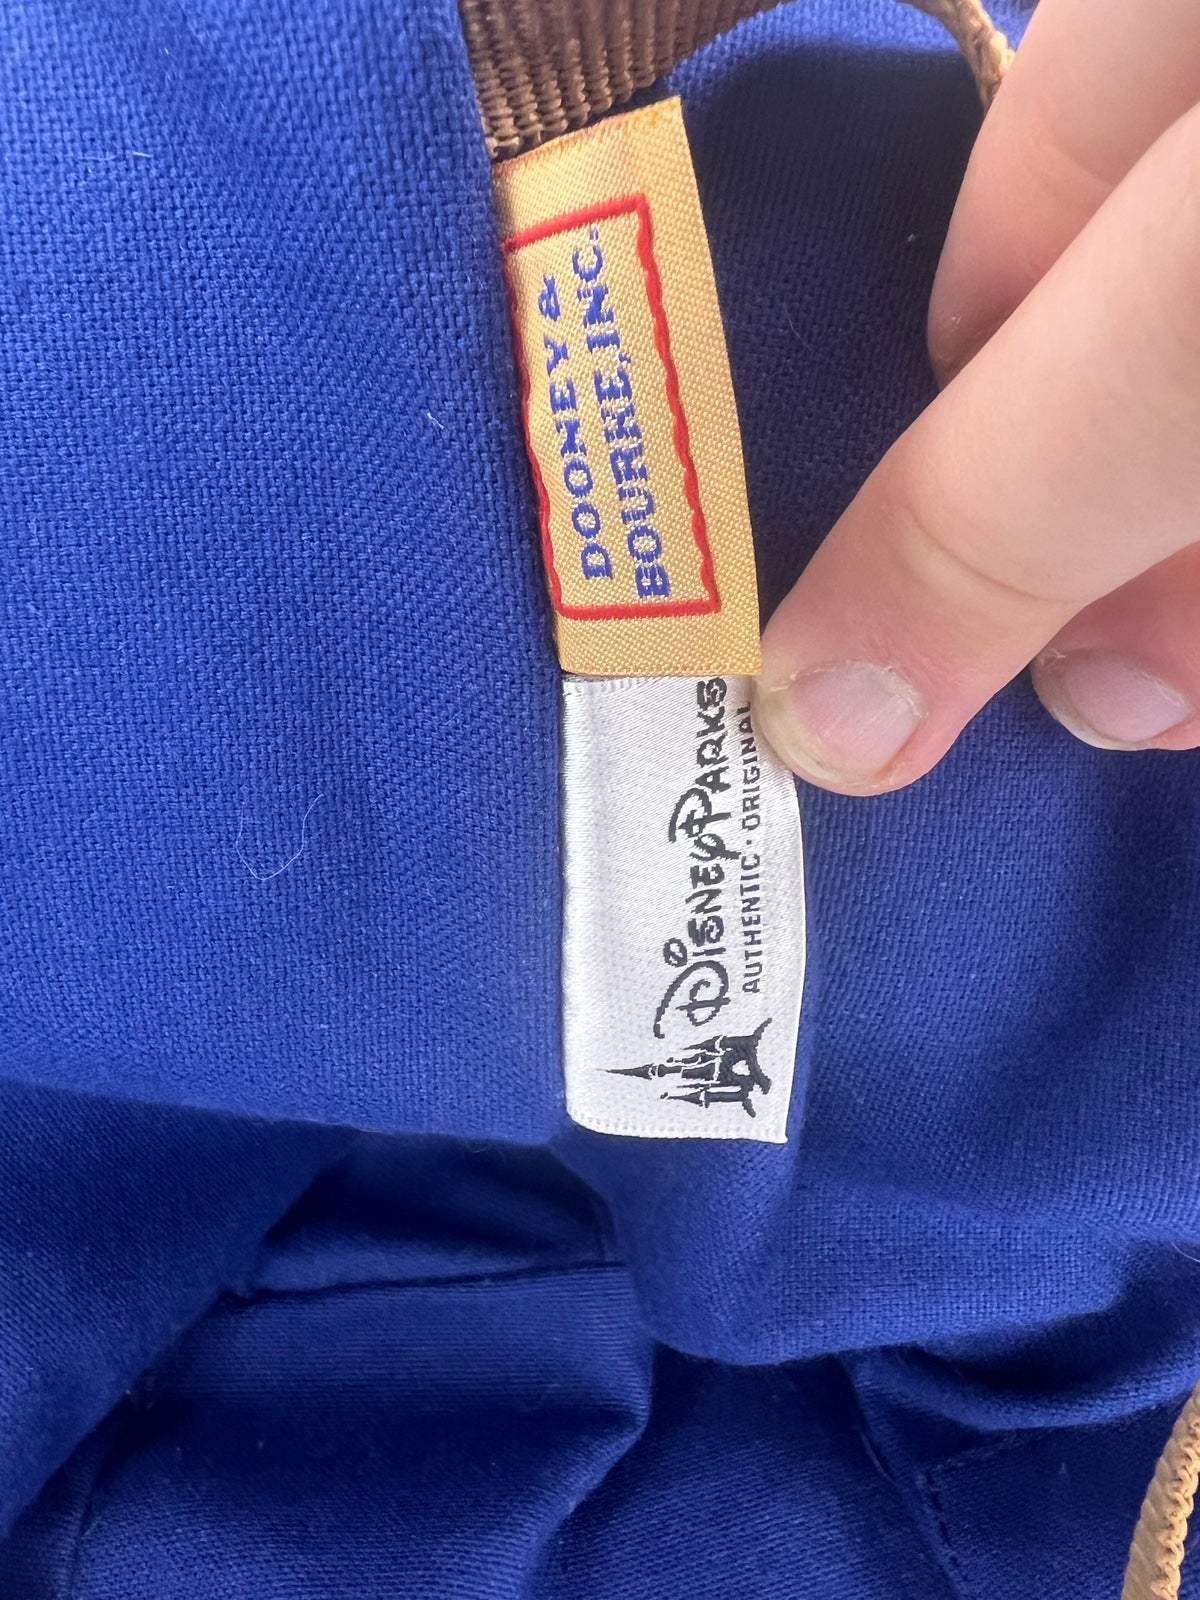 DOONEY &
BOURKE, INC.
DISNEY PARKS
AUTHENTIC · ORIGINAL